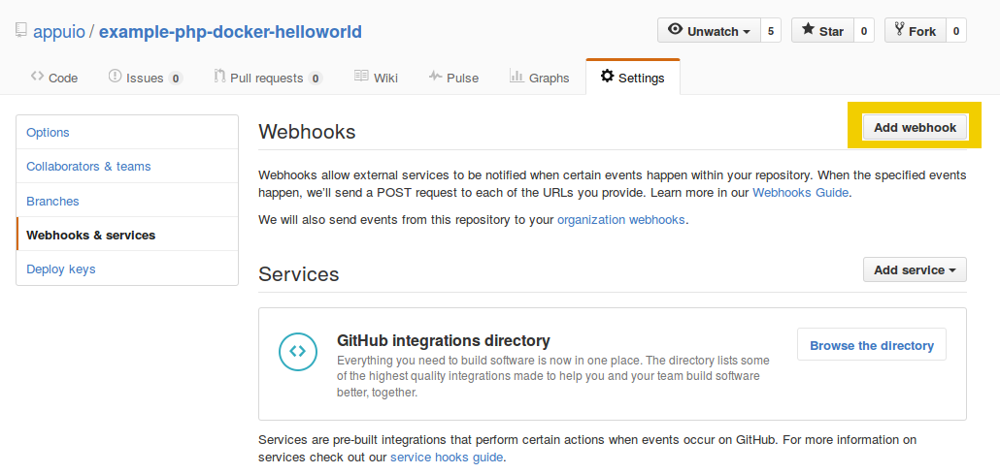 appuio / example-php-docker-helloworld
Unwatch 5 Star 0 Fork 0
Code Issues 0 Pull requests 0 Wiki Pulse Graphs Settings
Options
Collaborators & teams
Branches
Webhooks & services
Deploy keys
Webhooks
Add webhook
Webhooks allow external services to be notified when certain events happen within your repository. When the specified events
happen, we'll send a POST request to each of the URLs you provide. Learn more in our Webhooks Guide.
We will also send events from this repository to your organization webhooks.
Services
Add service
GitHub integrations directory
Everything you need to build software is now in one place. The directory lists some
of the highest quality integrations made to help you and your team build software
better, together.
Browse the directory
Services are pre-built integrations that perform certain actions when events occur on GitHub. For more information on
services check out our service hooks guide.